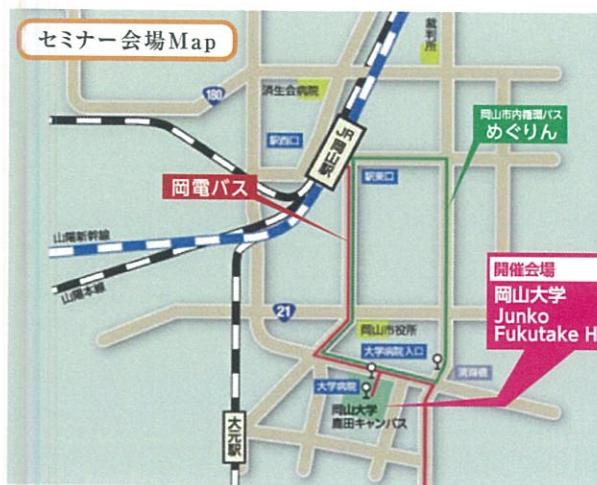 セミナー会場Map
裁判所
180
済生会病院
岡山市内循環バス
めぐりん
駅西口
JR岡山駅
駅東口
岡電バス
山陽新幹線
山陽本線
開催会場
岡山大学
Junko
Fukutake H
21
岡山市役所
大学病院入口
清輝橋
大学病院
岡山大学
鹿田キャンパス
大元駅